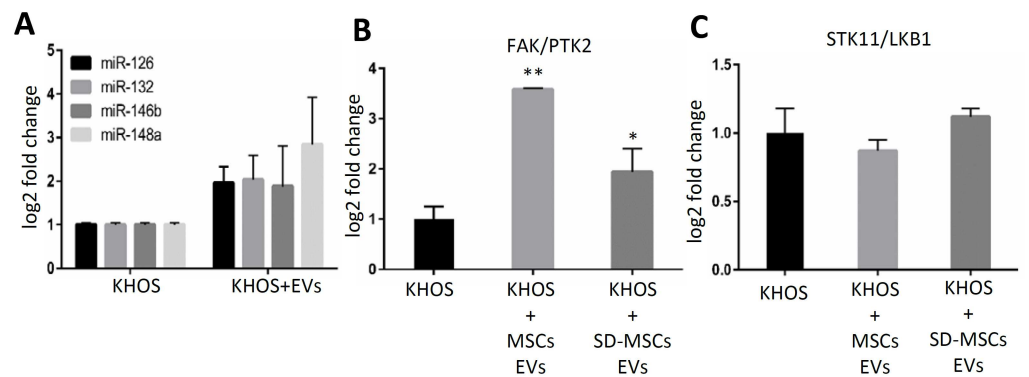 A
log2 fold change
5
4
3
2
1
0
miR-126
miR-132
miR-146b
miR-148a
KHOS
KHOS+EVs
B
FAK/PTK2
log2 fold change
4
3
2
1
0
**
*
KHOS
KHOS
+
MSCs
EVs
KHOS
+
SD-MSCs
EVs
C
STK11/LKB1
log2 fold change
1.5
1.0
0.5
0.0
KHOS
KHOS
+
MSCs
EVs
KHOS
+
SD-MSCs
EVs